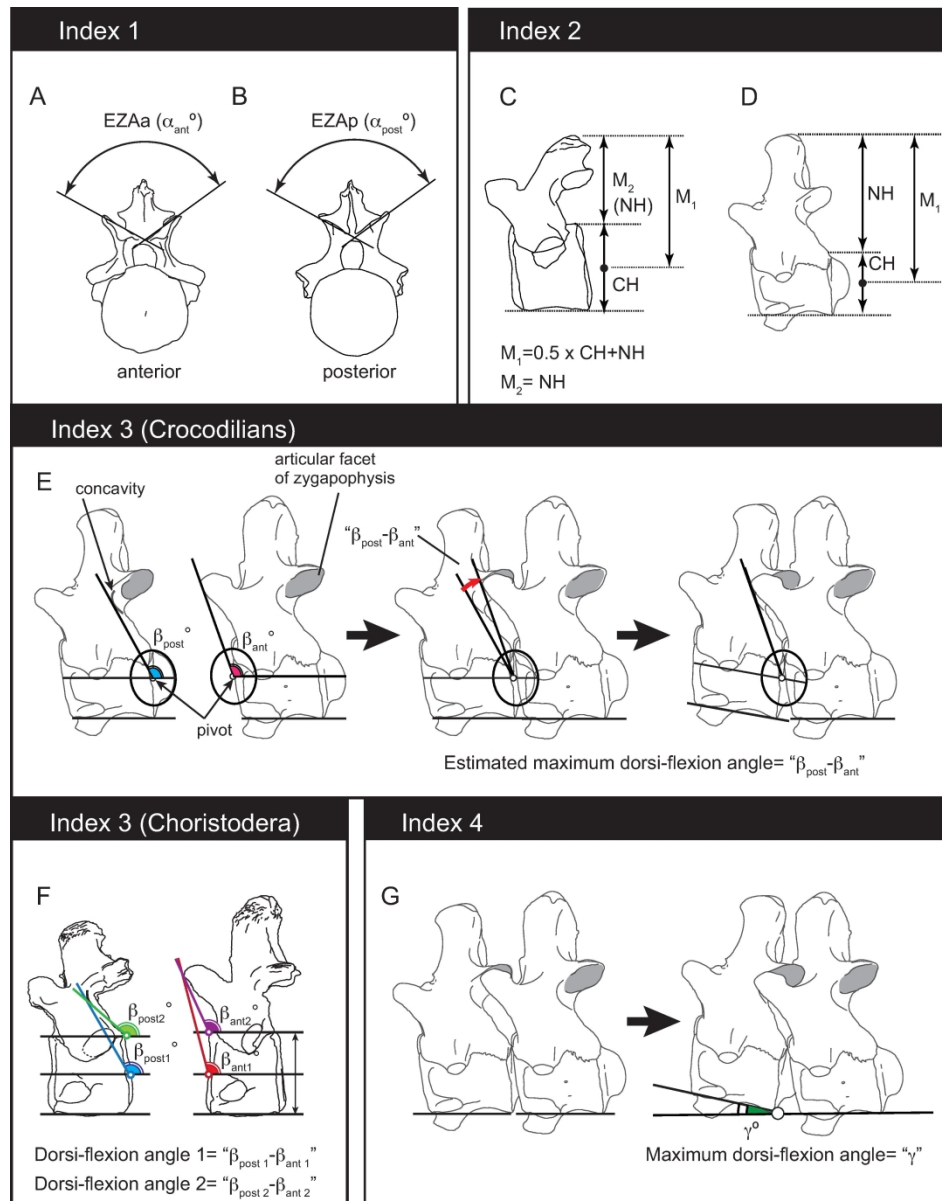 Index 1
A
B
EZAa (αant°)
EZAp (αpost°)
anterior
posterior
Index 2
C
D
M2
(NH)
M1
CH
NH
M1
CH
M1=0.5 x CH+NH
M2= NH
Index 3 (Crocodilians)
E
concavity
articular facet
of zygapophysis
“βpost-βant”
βpost°
βant°
pivot
Estimated maximum dorsi-flexion angle= “βpost-βant”
Index 3 (Choristodera)
F
βpost2°
βpost1°
βant2°
βant1°
Dorsi-flexion angle 1= “βpost 1-βant 1”
Dorsi-flexion angle 2= “βpost 2-βant 2”
Index 4
G
γ°
Maximum dorsi-flexion angle= “γ”